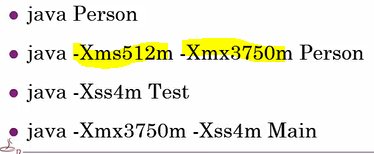 java Person
java -Xms512m -Xmx3750m Person
java -Xss4m Test
java -Xmx3750m -Xss4m Main